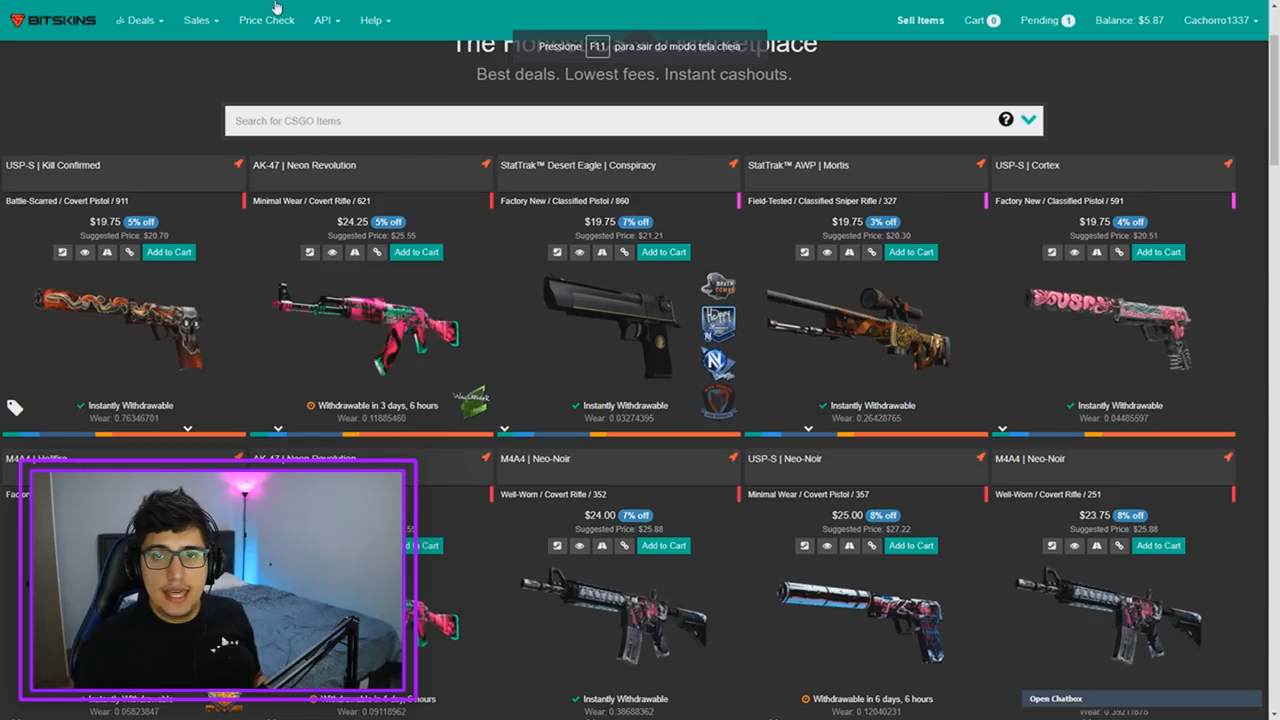 BITSKINS
Deals
Sales
Price Check
API
Help
Sell Items
Cart 0
Pending 1
Balance: $5.87
Cachorro1337
Pressione F11 para sair do modo tela cheia
Best deals. Lowest fees. Instant cashouts.
Search for CSGO Items
USP-S | Kill Confirmed
Battle-Scarred / Covert Pistol / 911
$19.75 5% off
Suggested Price: $20.70
Add to Cart
Instantly Withdrawable
Wear: 0.76346701
AK-47 | Neon Revolution
Minimal Wear / Covert Rifle / 621
$24.25 5% off
Suggested Price: $25.55
Add to Cart
Withdrawable in 3 days, 6 hours
Wear: 0.11885460
StatTrak™ Desert Eagle | Conspiracy
Factory New / Classified Pistol / 860
$19.75 7% off
Suggested Price: $21.21
Add to Cart
Instantly Withdrawable
Wear: 0.03274395
StatTrak™ AWP | Mortis
Field-Tested / Classified Sniper Rifle / 327
$19.75 3% off
Suggested Price: $20.30
Add to Cart
Instantly Withdrawable
Wear: 0.26428765
USP-S | Cortex
Factory New / Classified Pistol / 591
$19.75 4% off
Suggested Price: $20.51
Add to Cart
Instantly Withdrawable
Wear: 0.04485597
M4A4 | Hellfire
AK-47 | Neon Revolution
Wear: 0.05823847
Wear: 0.09118962
M4A4 | Neo-Noir
Well-Worn / Covert Rifle / 352
$24.00 7% off
Suggested Price: $25.88
Add to Cart
Instantly Withdrawable
Wear: 0.38688362
USP-S | Neo-Noir
Minimal Wear / Covert Pistol / 357
$25.00 8% off
Suggested Price: $27.22
Add to Cart
Withdrawable in 6 days, 6 hours
Wear: 0.12040231
M4A4 | Neo-Noir
Well-Worn / Covert Rifle / 251
$23.75 8% off
Suggested Price: $25.88
Add to Cart
Open Chatbox